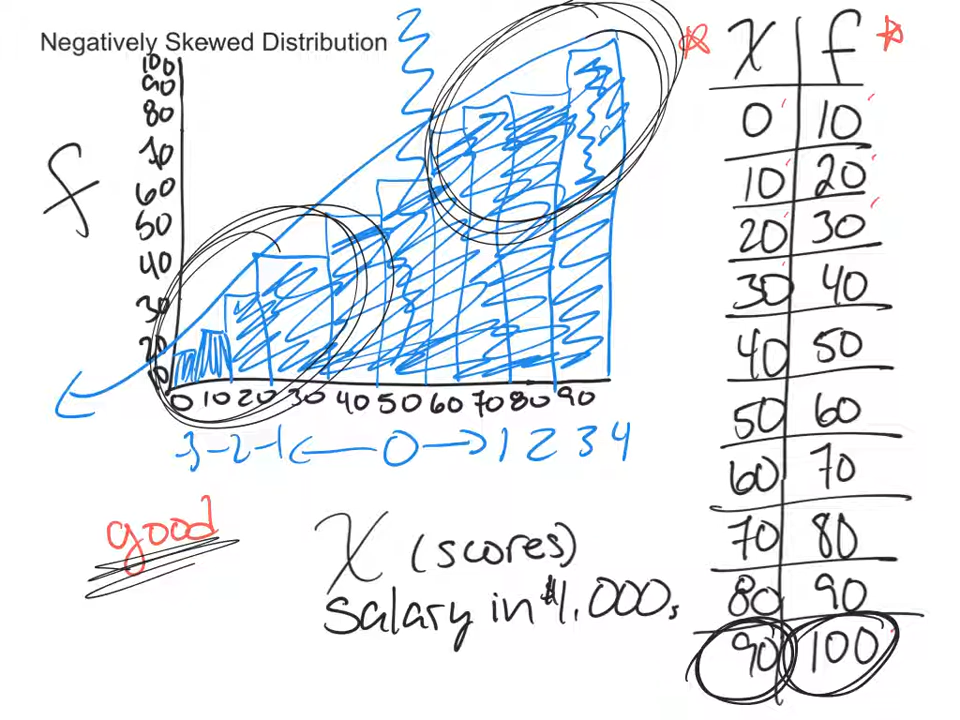 Negatively Skewed Distribution
f
100
90
80
70
60
50
40
30
20
10
0 10 20 30 40 50 60 70 80 90
-3 -2 -1 0 1 2 3 4
good
X (scores)
salary in $1,000s
X f
0 10
10 20
20 30
30 40
40 50
50 60
60 70
70 80
80 90
90 100